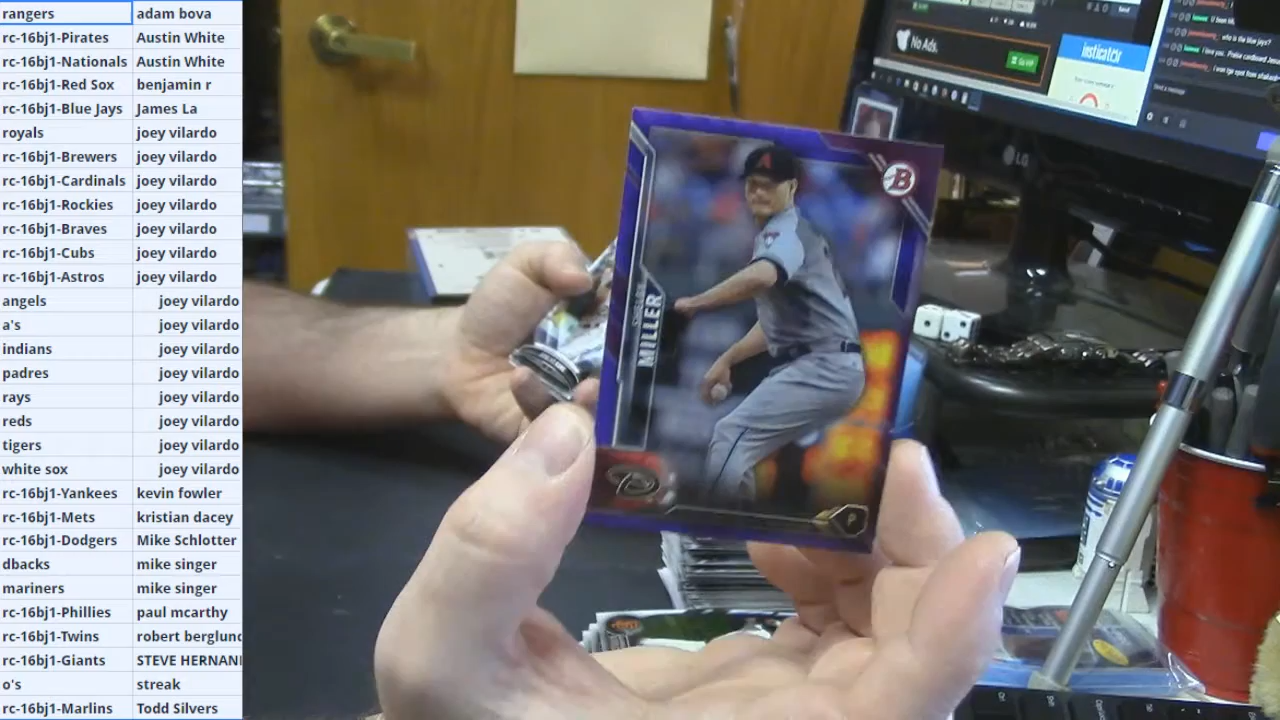 rangers adam bova
rc-16bj1-Pirates Austin White
rc-16bj1-Nationals Austin White
rc-16bj1-Red Sox benjamin r
rc-16bj1-Blue Jays James La
royals joey vilardo
rc-16bj1-Brewers joey vilardo
rc-16bj1-Cardinals joey vilardo
rc-16bj1-Rockies joey vilardo
rc-16bj1-Braves joey vilardo
rc-16bj1-Cubs joey vilardo
rc-16bj1-Astros joey vilardo
angels joey vilardo
a's joey vilardo
indians joey vilardo
padres joey vilardo
rays joey vilardo
reds joey vilardo
tigers joey vilardo
white sox joey vilardo
rc-16bj1-Yankees kevin fowler
rc-16bj1-Mets kristian dacey
rc-16bj1-Dodgers Mike Schlotter
dbacks mike singer
mariners mike singer
rc-16bj1-Phillies paul mcarthy
rc-16bj1-Twins robert berglund
rc-16bj1-Giants STEVE HERNAN
o's streak
rc-16bj1-Marlins Todd Silvers
No Ads.
insticator
LG
B
A
SHELBY
MILLER
P